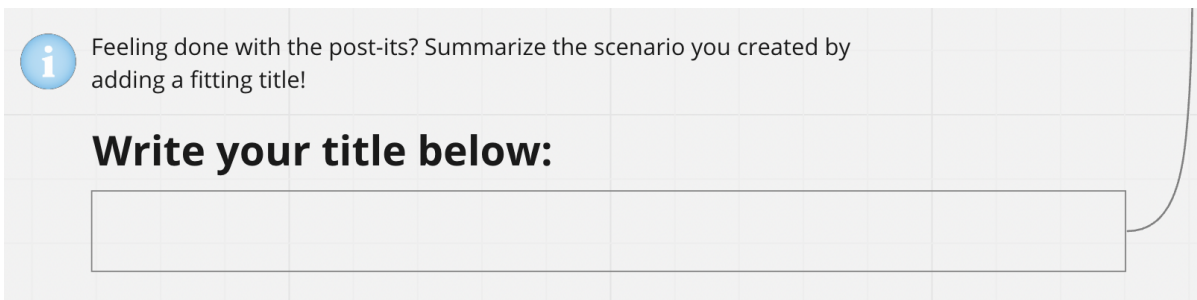 Feeling done with the post-its? Summarize the scenario you created by
adding a fitting title!
Write your title below: